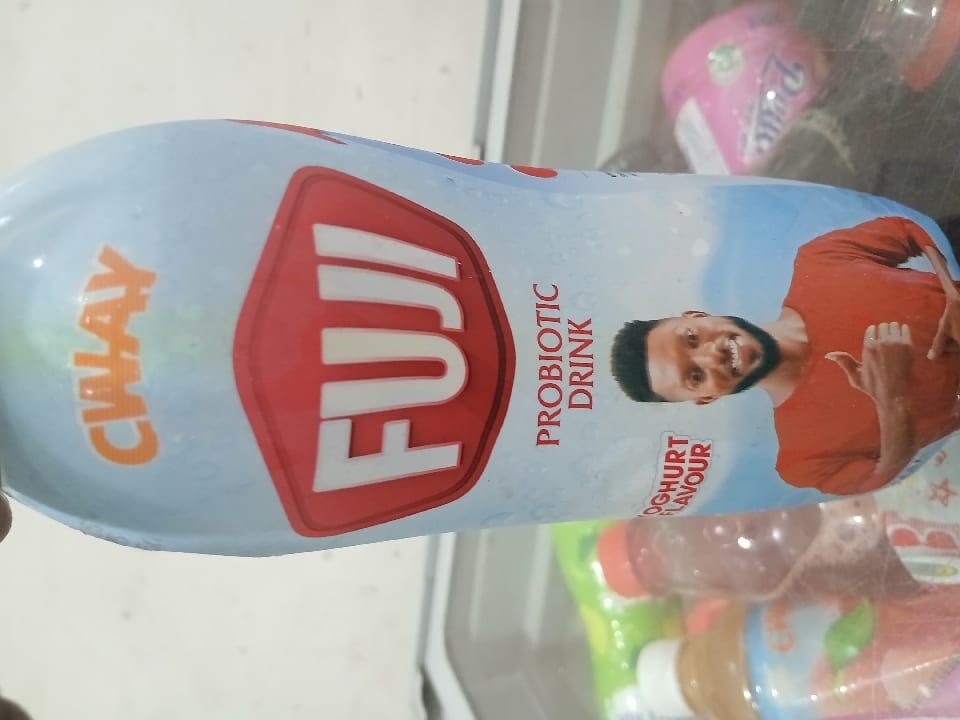 CWAY
FUJI
PROBIOTIC
DRINK
YOGHURT
FLAVOUR